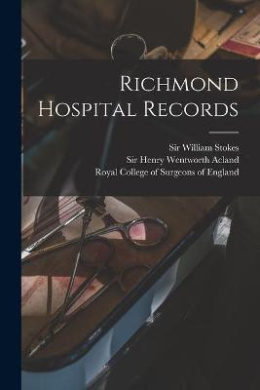 Richmond
Hospital Records
Sir William Stokes
Sir Henry Wentworth Acland
Royal College of Surgeons of England